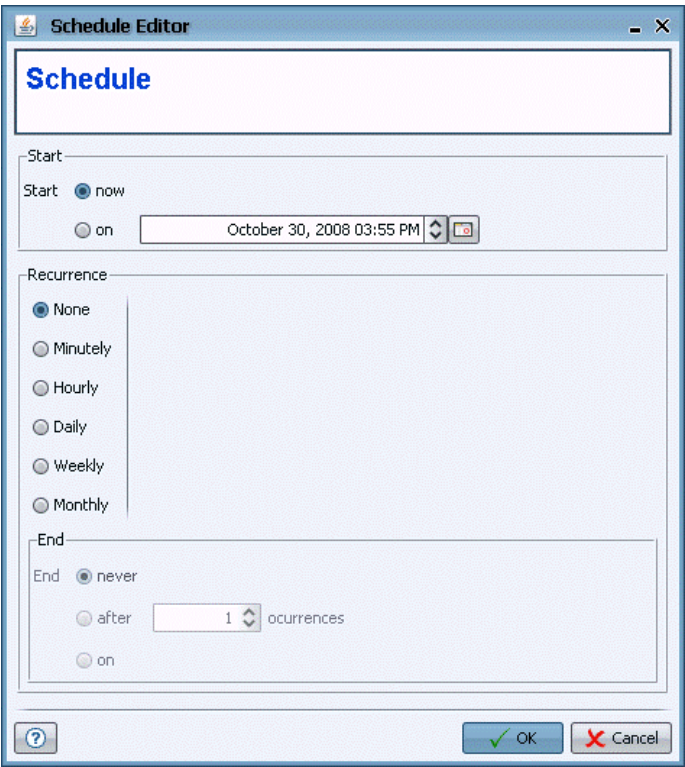 Schedule Editor
Schedule
Start
Start now
on October 30, 2008 03:55 PM
Recurrence
None
Minutely
Hourly
Daily
Weekly
Monthly
End
End never
after 1 ocurrences
on
? OK Cancel